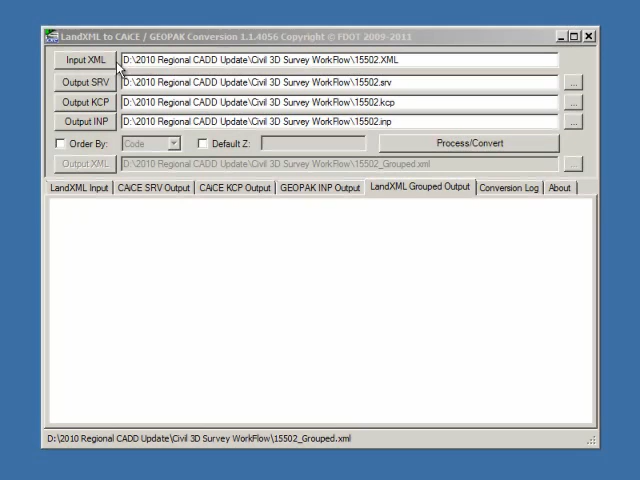 LandXML to CAiCE / GEOPAK Conversion 1.1.4056 Copyright © FDOT 2009-2011
Input XML D:\2010 Regional CADD Update\Civil 3D Survey WorkFlow\15502.XML
Output SRV D:\2010 Regional CADD Update\Civil 3D Survey WorkFlow\15502.srv ...
Output KCP D:\2010 Regional CADD Update\Civil 3D Survey WorkFlow\15502.kcp ...
Output INP D:\2010 Regional CADD Update\Civil 3D Survey WorkFlow\15502.inp ...
Order By: Code Default Z: Process/Convert
Output XML D:\2010 Regional CADD Update\Civil 3D Survey WorkFlow\15502_Grouped.xml ...
LandXML Input CAiCE SRV Output CAiCE KCP Output GEOPAK INP Output LandXML Grouped Output Conversion Log About
D:\2010 Regional CADD Update\Civil 3D Survey WorkFlow\15502_Grouped.xml